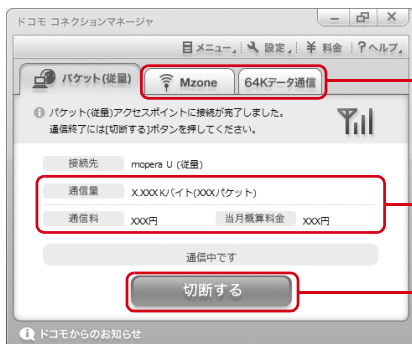 ドコモ コネクションマネージャ
メニュー 設定 料金 ?ヘルプ
パケット(従量) Mzone 64Kデータ通信
パケット(従量)アクセスポイントに接続が完了しました。
通信終了には[切断する]ボタンを押してください。
接続先 mopera U (従量)
通信量 X.XXX Kバイト(XXXパケット)
通信料 XXX円 当月概算料金 XXX円
通信中です
切断する
ドコモからのお知らせ